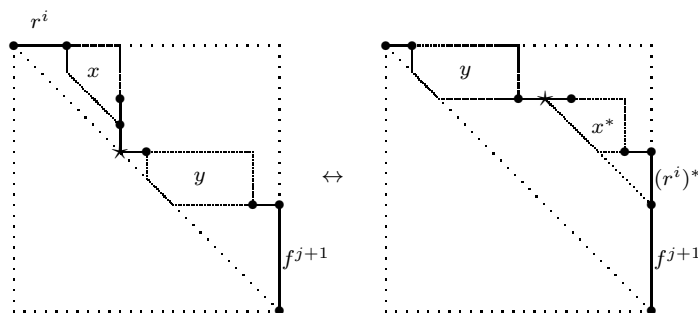 r^i
x
y
f^{j+1}
↔
y
x^*
(r^i)^*
f^{j+1}